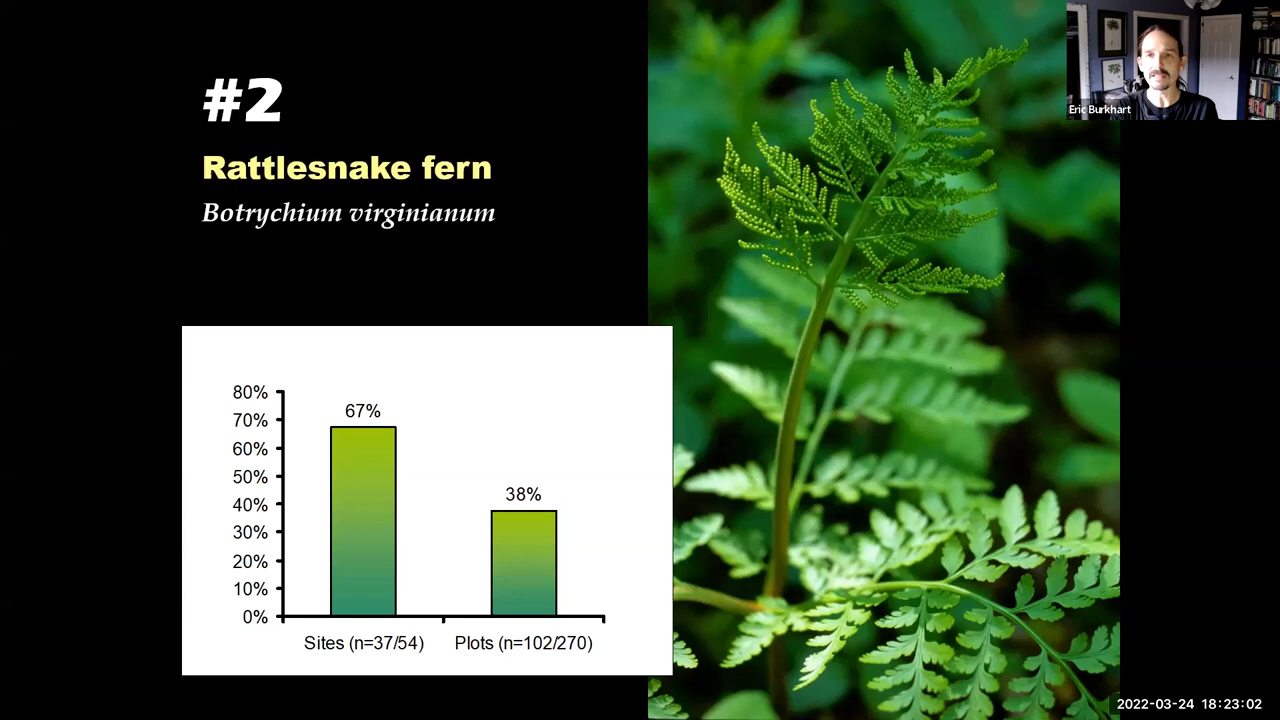 #2
Rattlesnake fern
Botrychium virginianum
Eric Burkhart
80%
70%
60%
50%
40%
30%
20%
10%
0%
67%
38%
Sites (n=37/54)
Plots (n=102/270)
2022-03-24 18:23:02